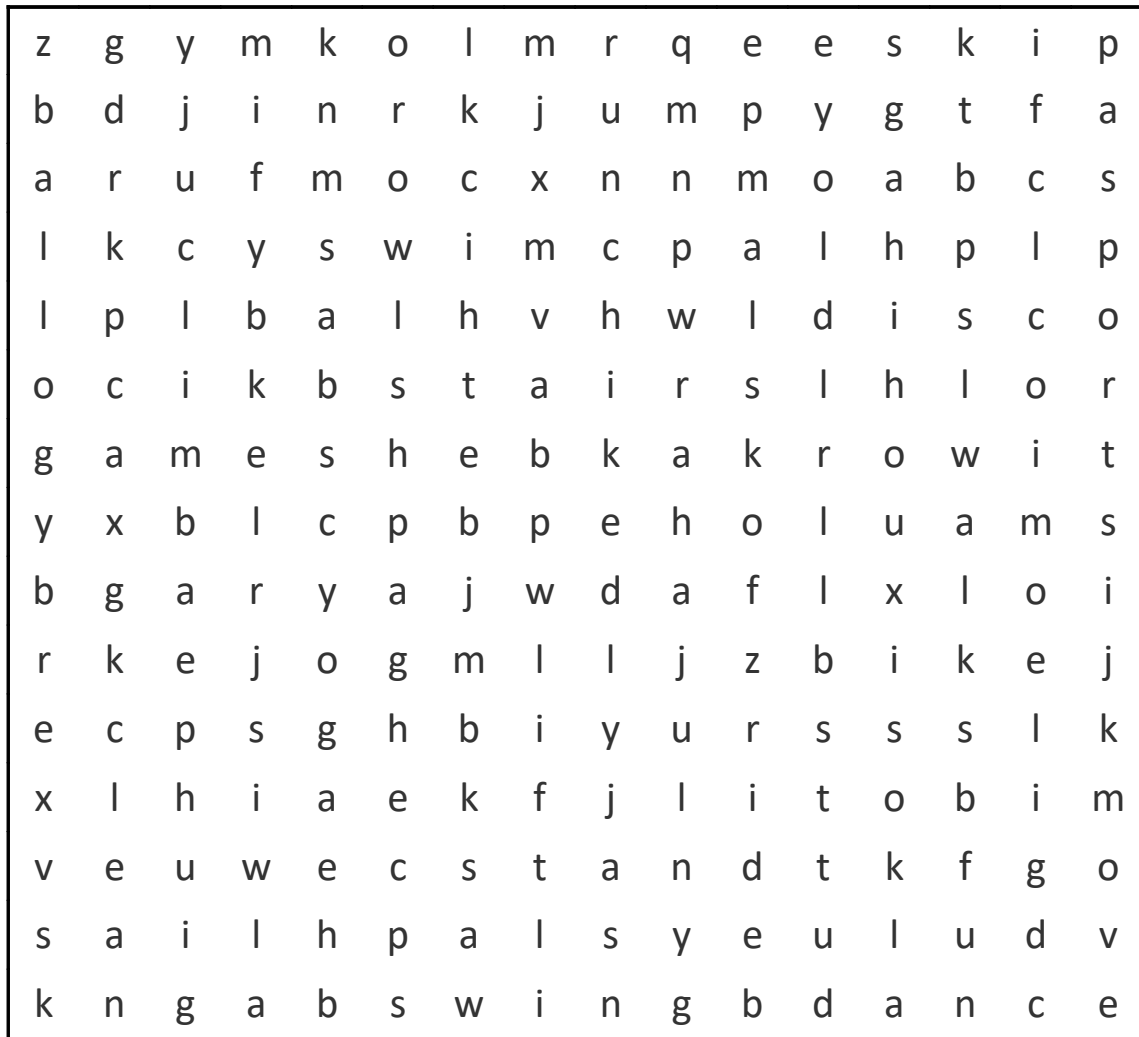 z g y m k o l m r q e e s k i p
b d j i n r k j u m p y g t f a
a r u f m o c x n n m o a b c s
l k c y s w i m c p a l h p l p
l p l b a l h v h w l d i s c o
o c i k b s t a i r s l h l o r
g a m e s h e b k a k r o w i t
y x b l c p b p e h o l u a m s
b g a r y a j w d a f l x l o i
r k e j o g m l l j z b i k e j
e c p s g h b i y u r s s s l k
x l h i a e k f j l i t o b i m
v e u w e c s t a n d t k f g o
s a i l h p a l s y e u l u d v
k n g a b s w i n g b d a n c e